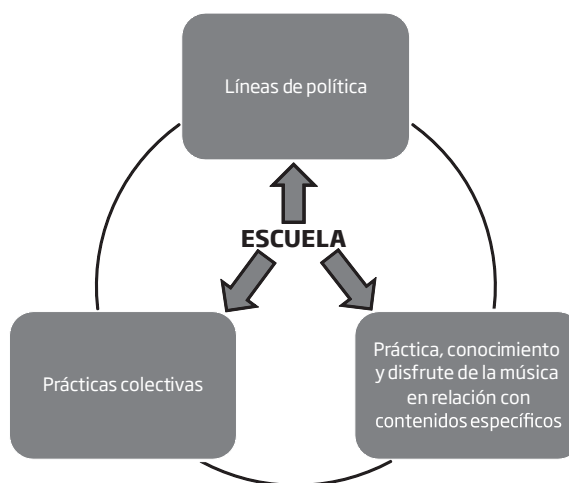 Líneas de política
ESCUELA
Prácticas colectivas
Práctica, conocimiento
y disfrute de la música
en relación con
contenidos específicos